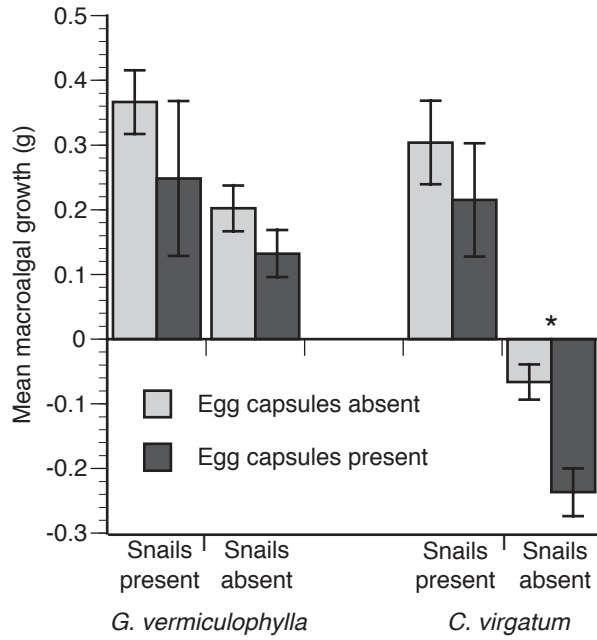 Mean macroalgal growth (g)
0.5
0.4
0.3
0.2
0.1
0
-0.1
-0.2
-0.3
*
Egg capsules absent
Egg capsules present
Snails present
Snails absent
Snails present
Snails absent
G. vermiculophylla
C. virgatum